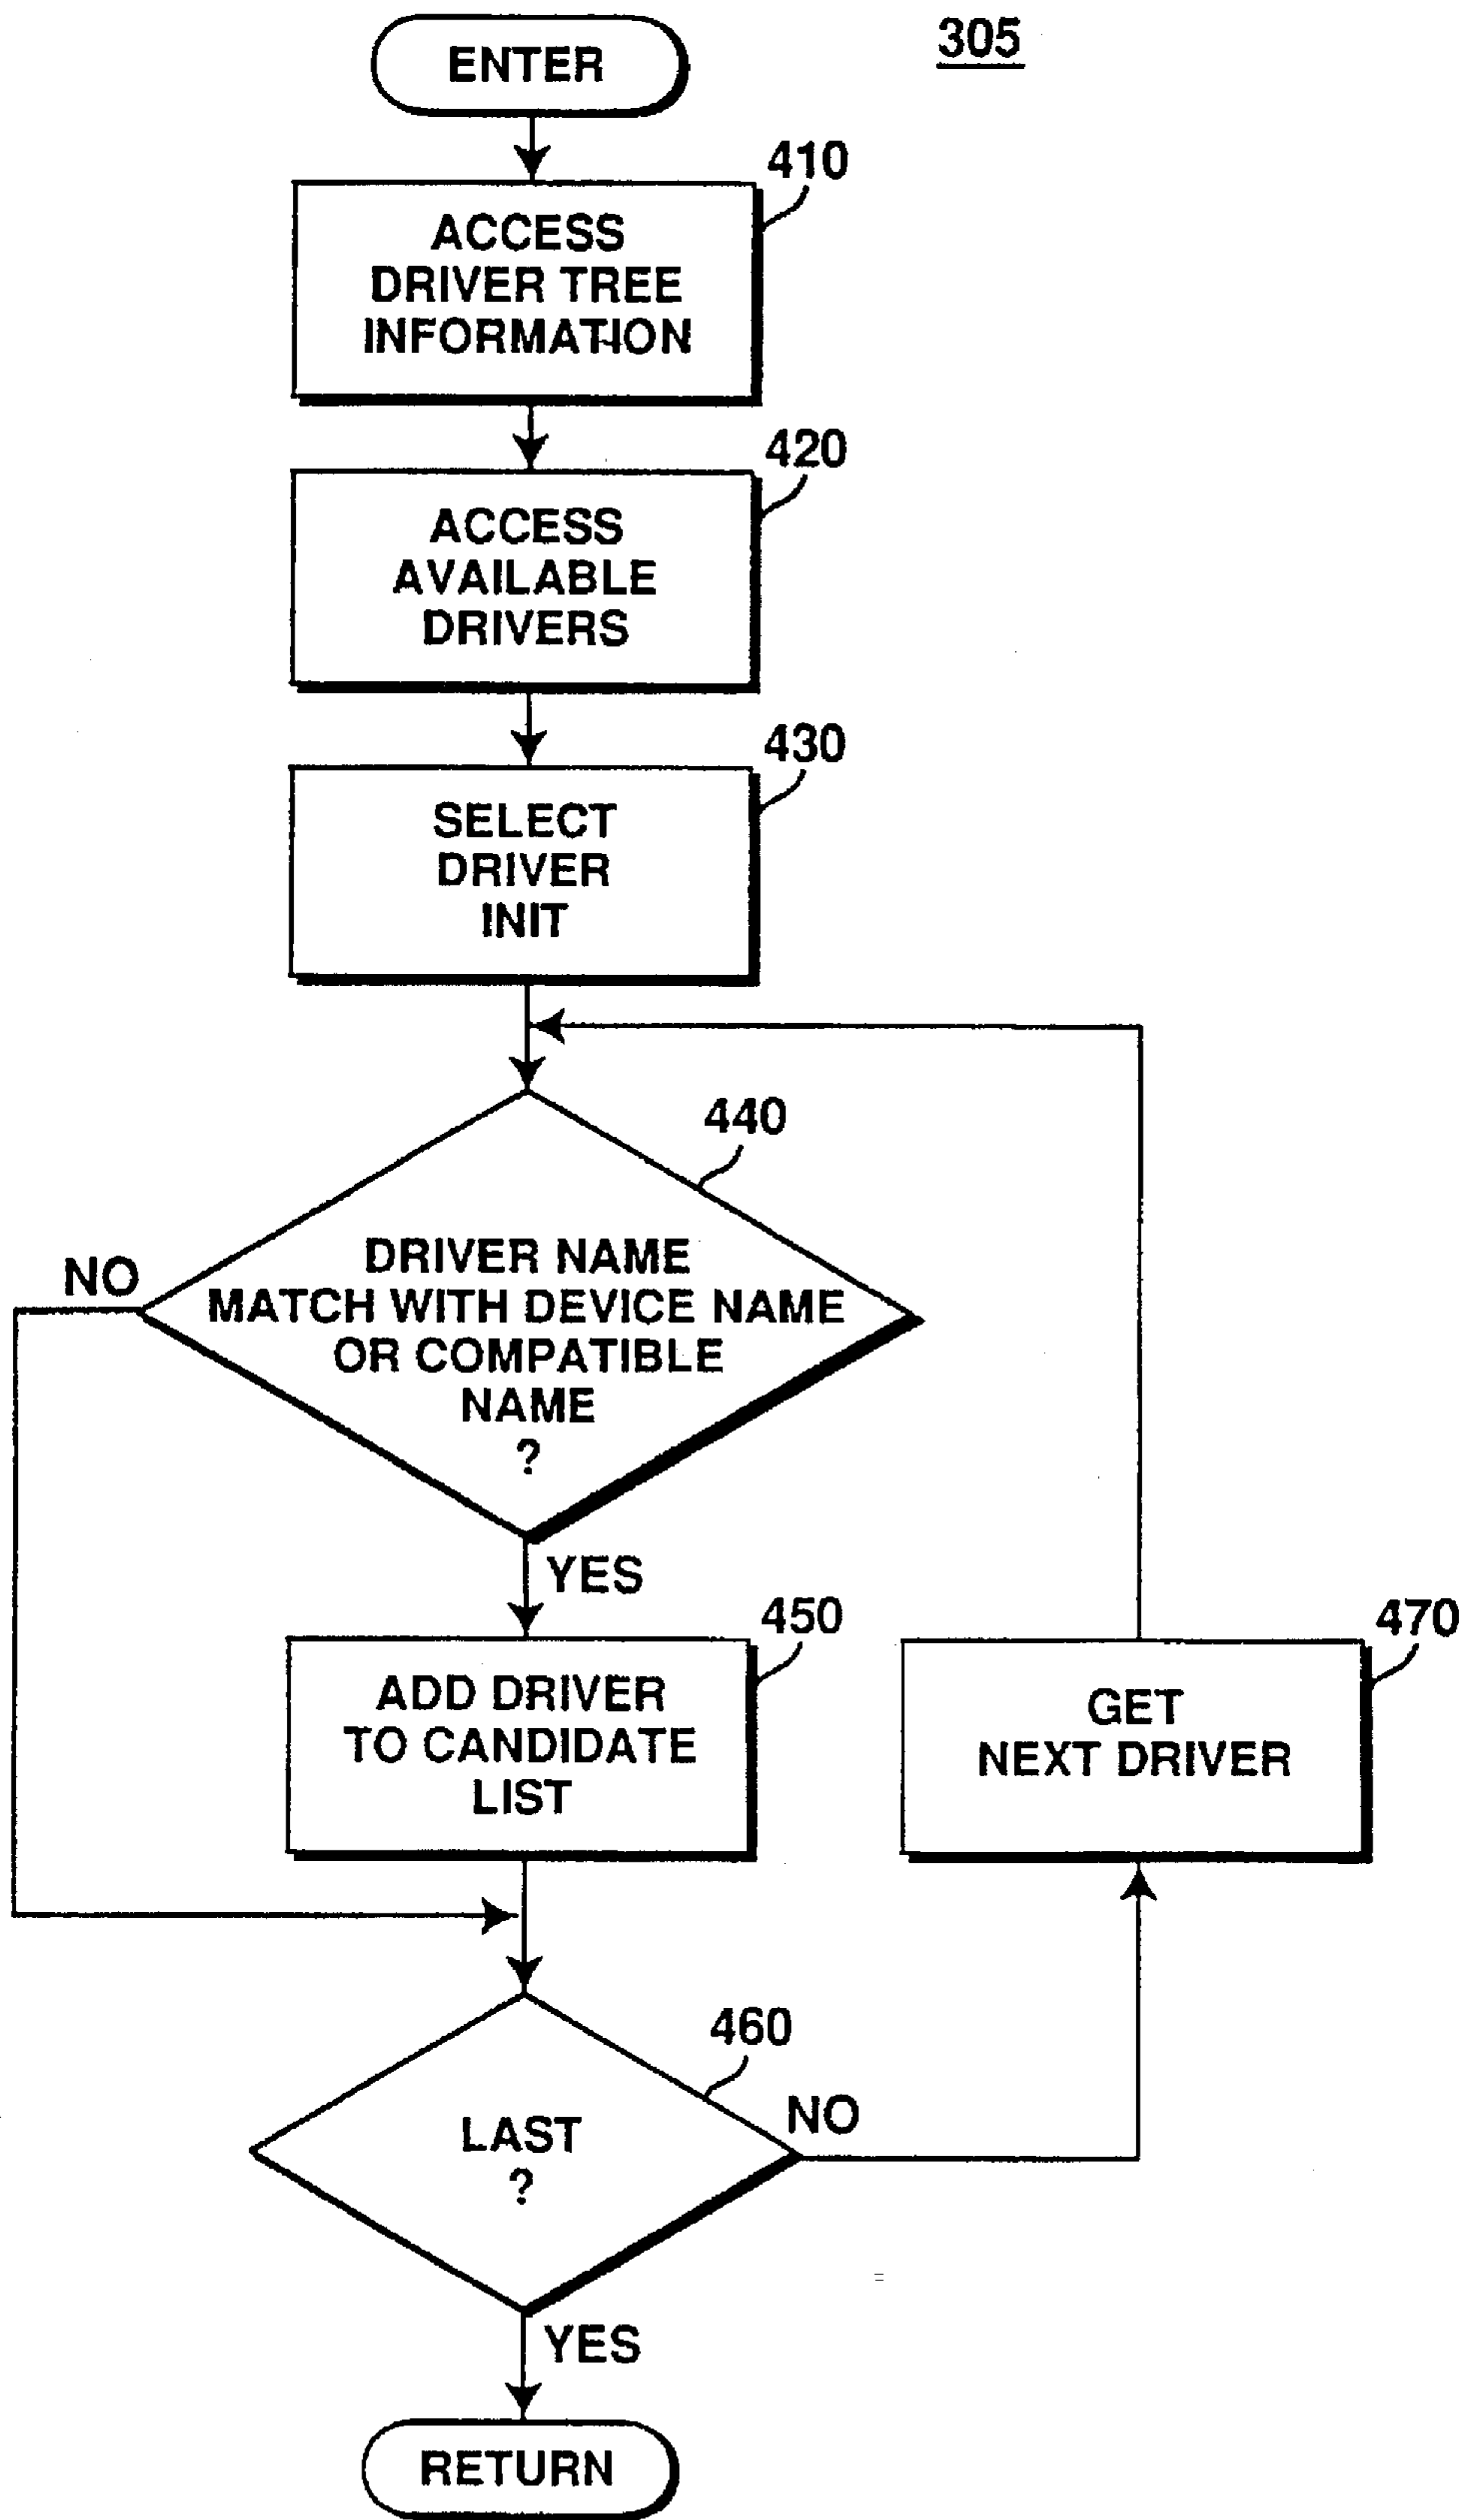 ENTER
305
410
ACCESS
DRIVER TREE
INFORMATION
420
ACCESS
AVAILABLE
DRIVERS
430
SELECT
DRIVER
INIT
440
NO
DRIVER NAME
MATCH WITH DEVICE NAME
OR COMPATIBLE
NAME
?
YES
450
ADD DRIVER
TO CANDIDATE
LIST
470
GET
NEXT DRIVER
460
NO
LAST
?
YES
RETURN